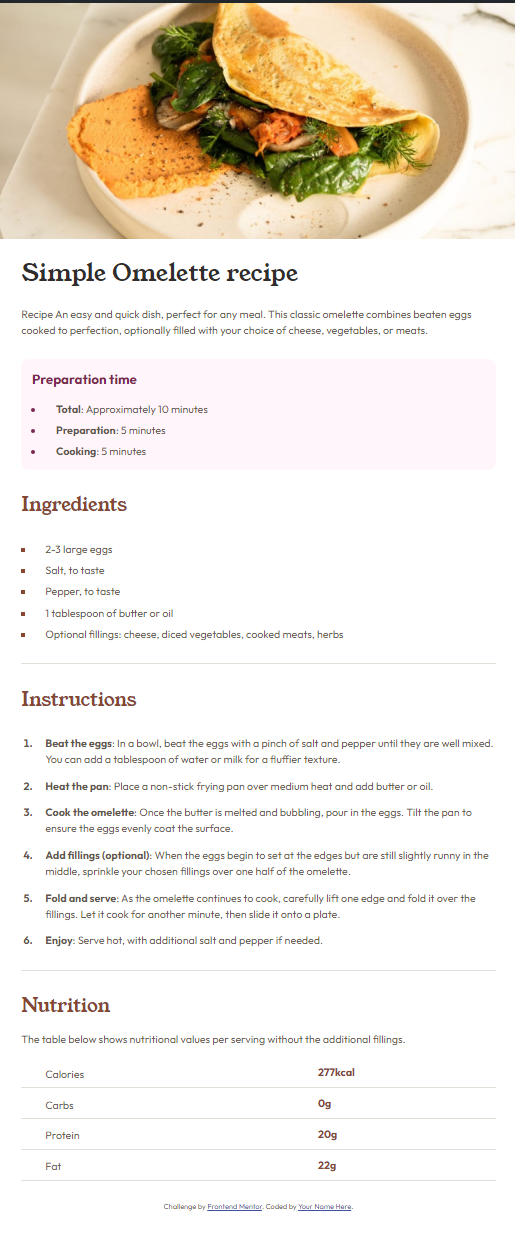 Simple Omelette recipe
Recipe An easy and quick dish, perfect for any meal. This classic omelette combines beaten eggs
cooked to perfection, optionally filled with your choice of cheese, vegetables, or meats.
Preparation time
• Total: Approximately 10 minutes
• Preparation: 5 minutes
• Cooking: 5 minutes
Ingredients
▪ 2-3 large eggs
▪ Salt, to taste
▪ Pepper, to taste
▪ 1 tablespoon of butter or oil
▪ Optional fillings: cheese, diced vegetables, cooked meats, herbs
Instructions
1. Beat the eggs: In a bowl, beat the eggs with a pinch of salt and pepper until they are well mixed.
You can add a tablespoon of water or milk for a fluffier texture.
2. Heat the pan: Place a non-stick frying pan over medium heat and add butter or oil.
3. Cook the omelette: Once the butter is melted and bubbling, pour in the eggs. Tilt the pan to
ensure the eggs evenly coat the surface.
4. Add fillings (optional): When the eggs begin to set at the edges but are still slightly runny in the
middle, sprinkle your chosen fillings over one half of the omelette.
5. Fold and serve: As the omelette continues to cook, carefully lift one edge and fold it over the
fillings. Let it cook for another minute, then slide it onto a plate.
6. Enjoy: Serve hot, with additional salt and pepper if needed.
Nutrition
The table below shows nutritional values per serving without the additional fillings.
Calories 277kcal
Carbs 0g
Protein 20g
Fat 22g
Challenge by Frontend Mentor. Coded by Your Name Here.